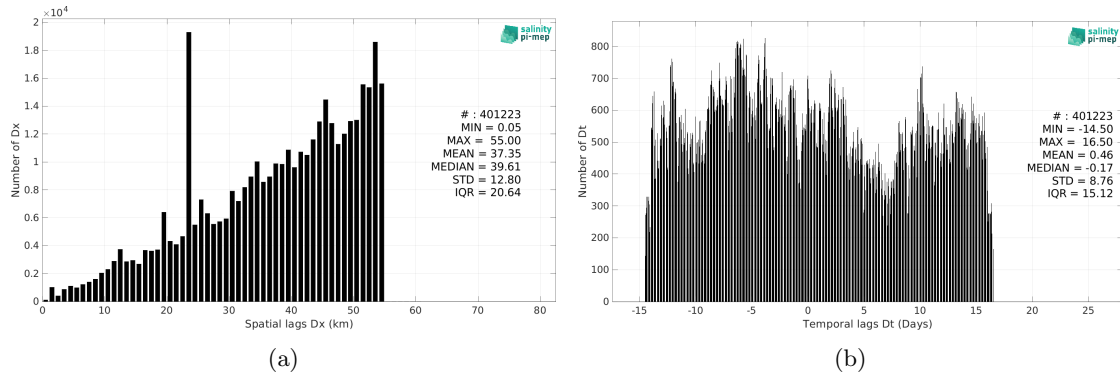 ×10⁴
2
1.8
1.6
1.4
1.2
1
0.8
0.6
0.4
0.2
0
Number of Dx
0 10 20 30 40 50 60 70 80
Spatial lags Dx (km)
salinity
pi-mep
# : 401223
MIN = 0.05
MAX = 55.00
MEAN = 37.35
MEDIAN = 39.61
STD = 12.80
IQR = 20.64
(a)
800
700
600
500
400
300
200
100
0
Number of Dt
-15 -10 -5 0 5 10 15 20 25
Temporal lags Dt (Days)
salinity
pi-mep
# : 401223
MIN = -14.50
MAX = 16.50
MEAN = 0.46
MEDIAN = -0.17
STD = 8.76
IQR = 15.12
(b)